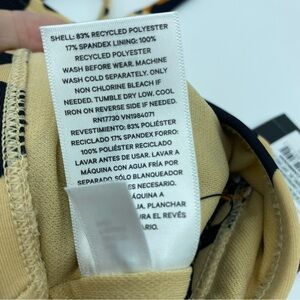 SHELL: 83% RECYCLED POLYESTER
17% SPANDEX LINING: 100%
RECYCLED POLYESTER
WASH BEFORE WEAR. MACHINE
WASH COLD SEPARATELY. ONLY
NON CHLORINE BLEACH IF
NEEDED. TUMBLE DRY LOW. COOL
IRON ON REVERSE SIDE IF NEEDED.
RN17730 VN1984071
REVESTIMIENTO: 83% POLIÉSTER
RECICLADO 17% SPANDEX FORRO:
100% POLIÉSTER RECICLADO
LAVAR ANTES DE USAR. LAVAR A
MÁQUINA CON AGUA FRÍA POR
SEPARADO. SÓLO BLANQUEADOR
ES NECESARIO.
ÁQUINA A
PLANCHAR
URA DEL REVÉS